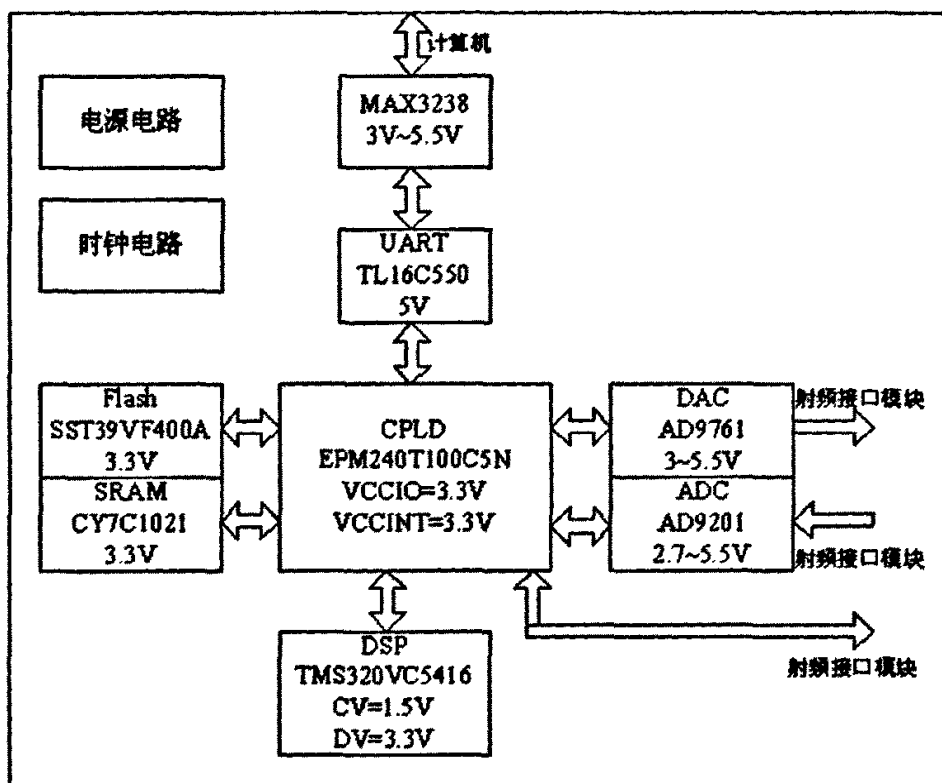 计算机
电源电路
MAX3238
3V~5.5V
时钟电路
UART
TL16C550
5V
Flash
SST39VF400A
3.3V
SRAM
CY7C1021
3.3V
CPLD
EPM240T100C5N
VCCIO=3.3V
VCCINT=3.3V
DAC
AD9761
3~5.5V
射频接口模块
ADC
AD9201
2.7~5.5V
射频接口模块
射频接口模块
DSP
TMS320VC5416
CV=1.5V
DV=3.3V